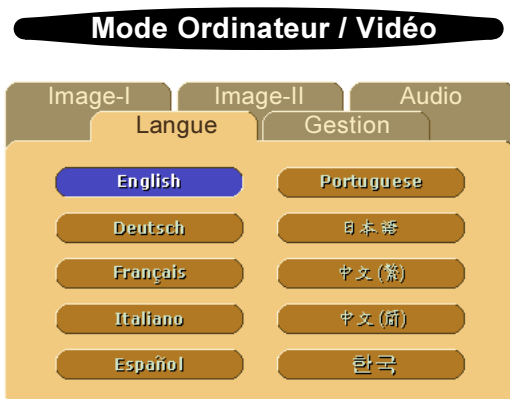 Mode Ordinateur / Vidéo
Image-I Image-II Audio
Langue Gestion
English Portuguese
Deutsch 日本語
Français 中文(繁)
Italiano 中文(简)
Español 한국